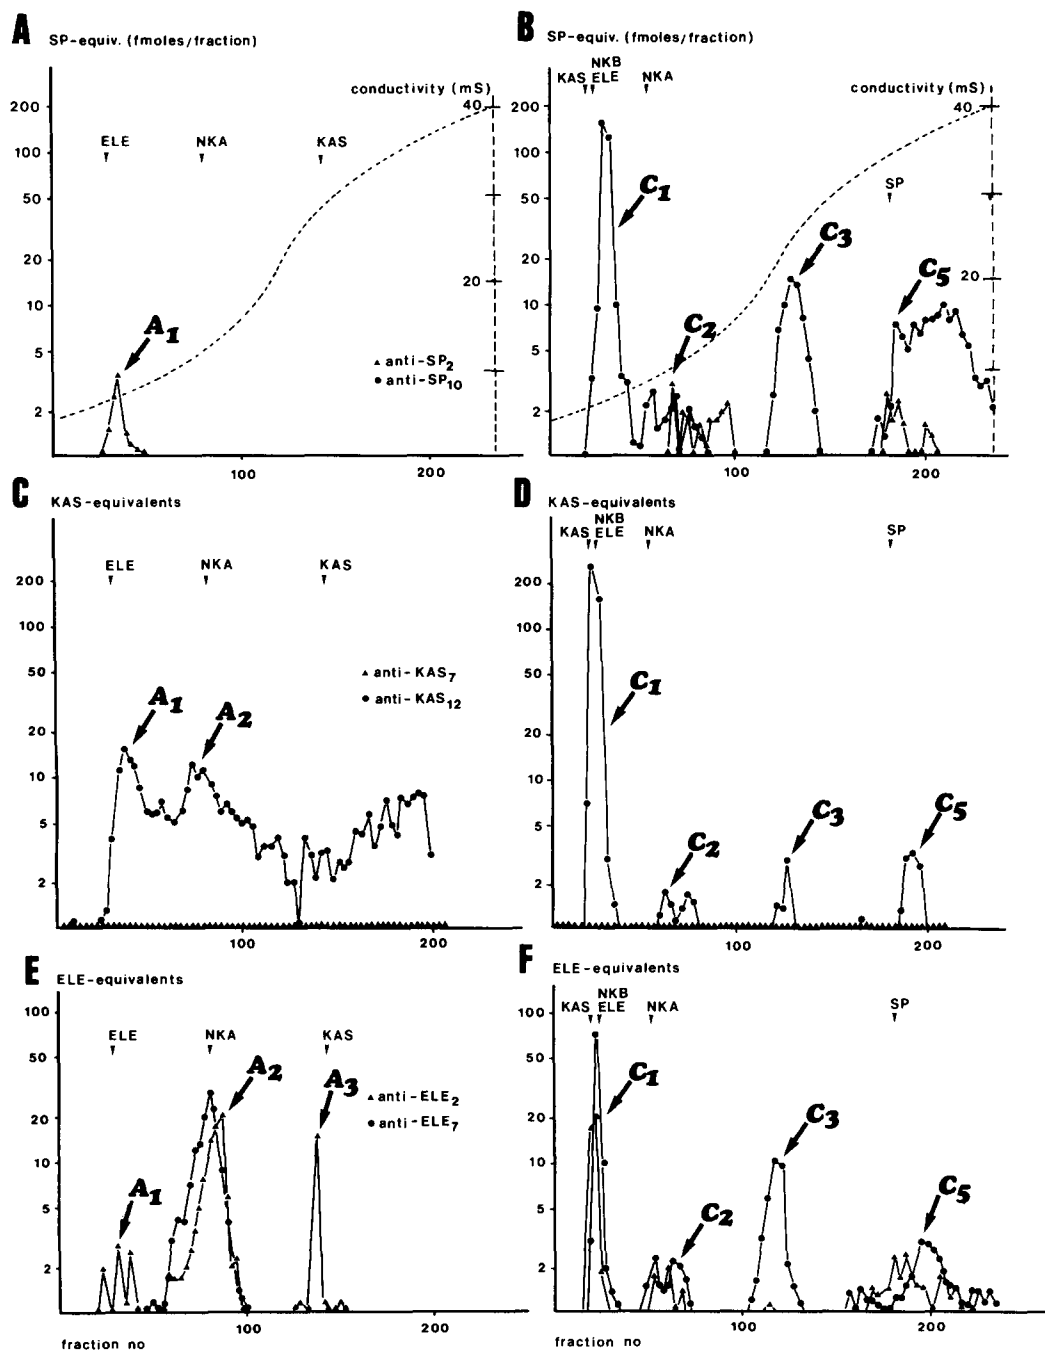 A SP-equiv. (fmoles/fraction)
conductivity (mS)
200
100
50
20
10
5
2
40
20
ELE NKA KAS
A1
▲ anti-SP2
● anti-SP10
100 200
B SP-equiv. (fmoles/fraction)
NKB
KAS ELE NKA
conductivity (mS)
200
100
50
20
10
5
2
40
20
SP
C1
C2
C3
C5
100 200
C KAS-equivalents
ELE NKA KAS
200
100
50
20
10
5
2
A1
A2
▲ anti-KAS7
● anti-KAS12
100 200
D KAS-equivalents
NKB
KAS ELE NKA SP
200
100
50
20
10
5
2
C1
C2
C3
C5
100 200
E ELE-equivalents
ELE NKA KAS
100
50
20
10
5
2
A1
A2
A3
▲ anti-ELE2
● anti-ELE7
100 200
fraction no
F ELE-equivalents
NKB
KAS ELE NKA SP
100
50
20
10
5
2
C1
C2
C3
C5
100 200
fraction no